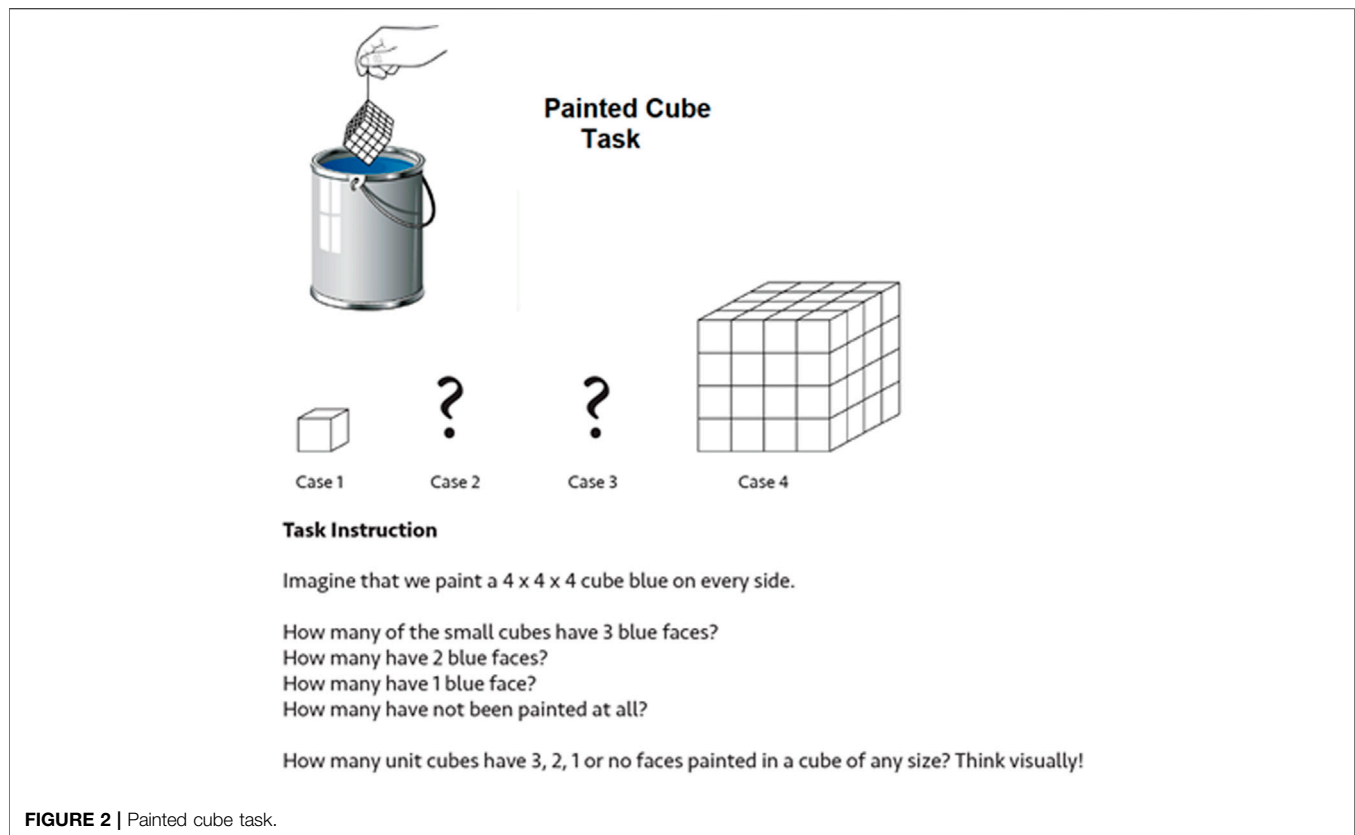 Painted Cube
Task
?
?
Case 1
Case 2
Case 3
Case 4
Task Instruction
Imagine that we paint a 4 x 4 x 4 cube blue on every side.
How many of the small cubes have 3 blue faces?
How many have 2 blue faces?
How many have 1 blue face?
How many have not been painted at all?
How many unit cubes have 3, 2, 1 or no faces painted in a cube of any size? Think visually!
FIGURE 2 | Painted cube task.